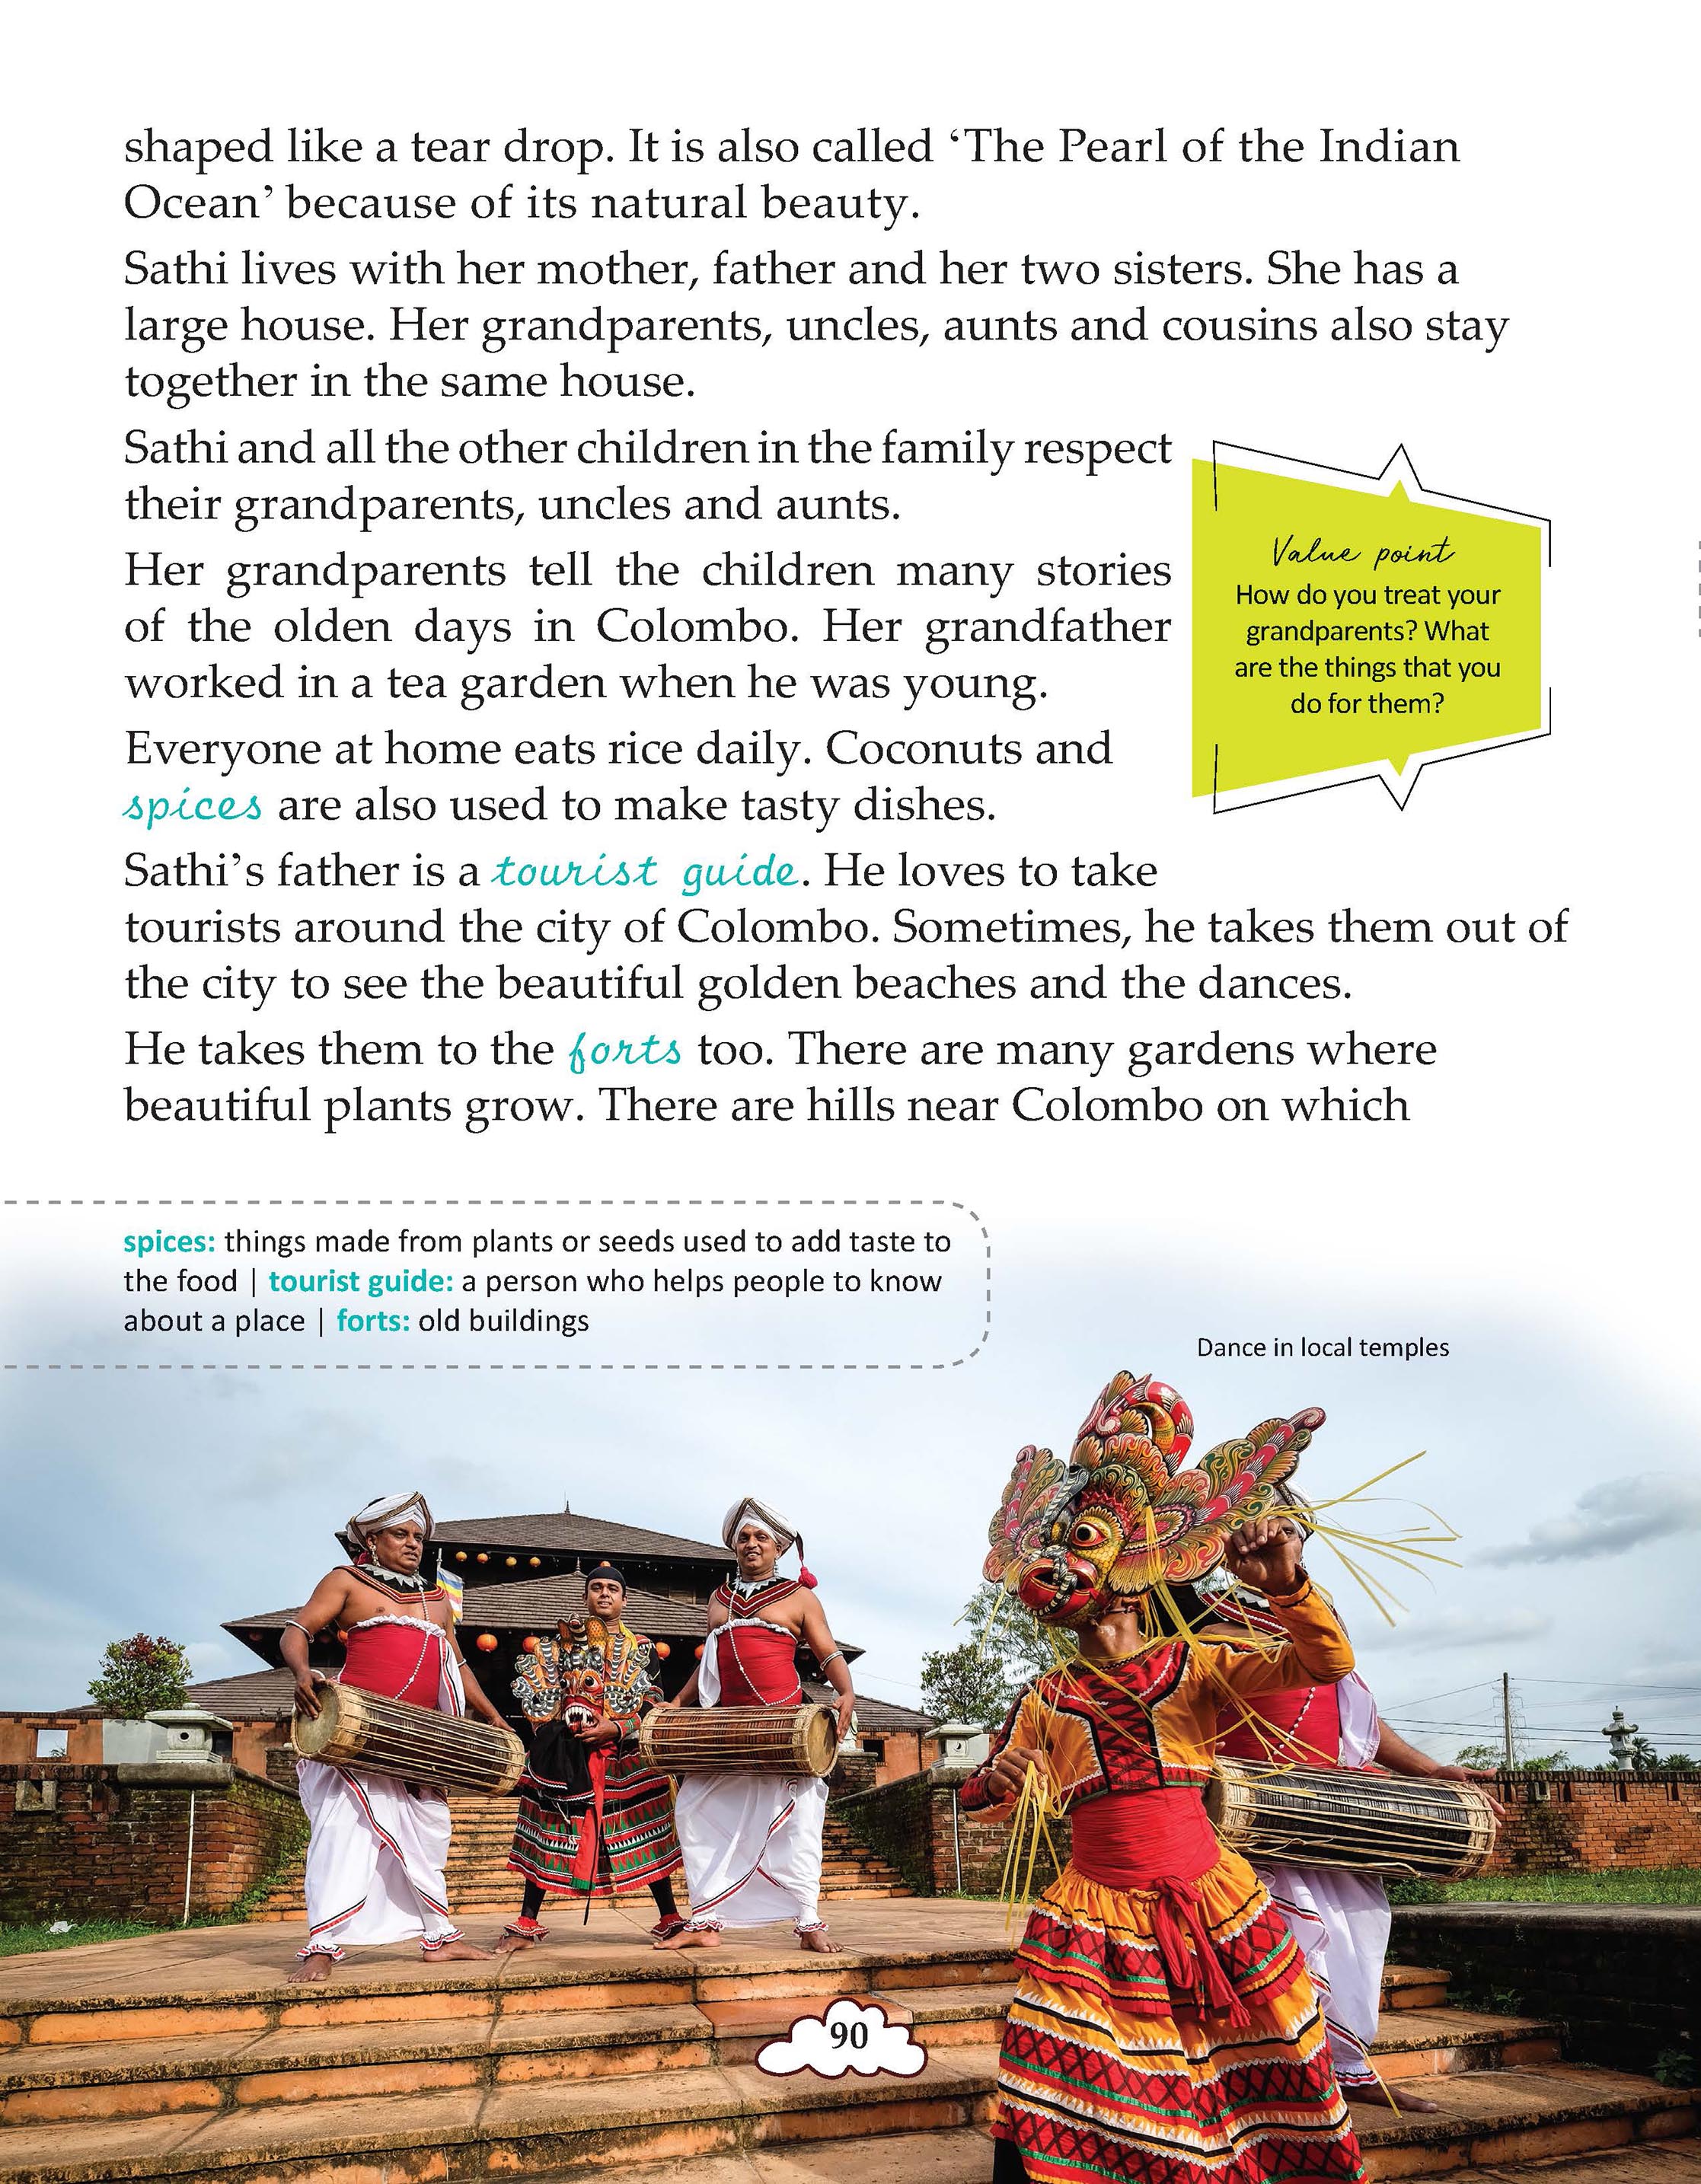 shaped like a tear drop. It is also called ‘The Pearl of the Indian
Ocean’ because of its natural beauty.
Sathi lives with her mother, father and her two sisters. She has a
large house. Her grandparents, uncles, aunts and cousins also stay
together in the same house.
Sathi and all the other children in the family respect
their grandparents, uncles and aunts.
Her grandparents tell the children many stories
of the olden days in Colombo. Her grandfather
worked in a tea garden when he was young.
Value point
How do you treat your
grandparents? What
are the things that you
do for them?
Everyone at home eats rice daily. Coconuts and
spices are also used to make tasty dishes.
Sathi’s father is a tourist guide. He loves to take
tourists around the city of Colombo. Sometimes, he takes them out of
the city to see the beautiful golden beaches and the dances.
He takes them to the forts too. There are many gardens where
beautiful plants grow. There are hills near Colombo on which
spices: things made from plants or seeds used to add taste to
the food | tourist guide: a person who helps people to know
about a place | forts: old buildings
Dance in local temples
90